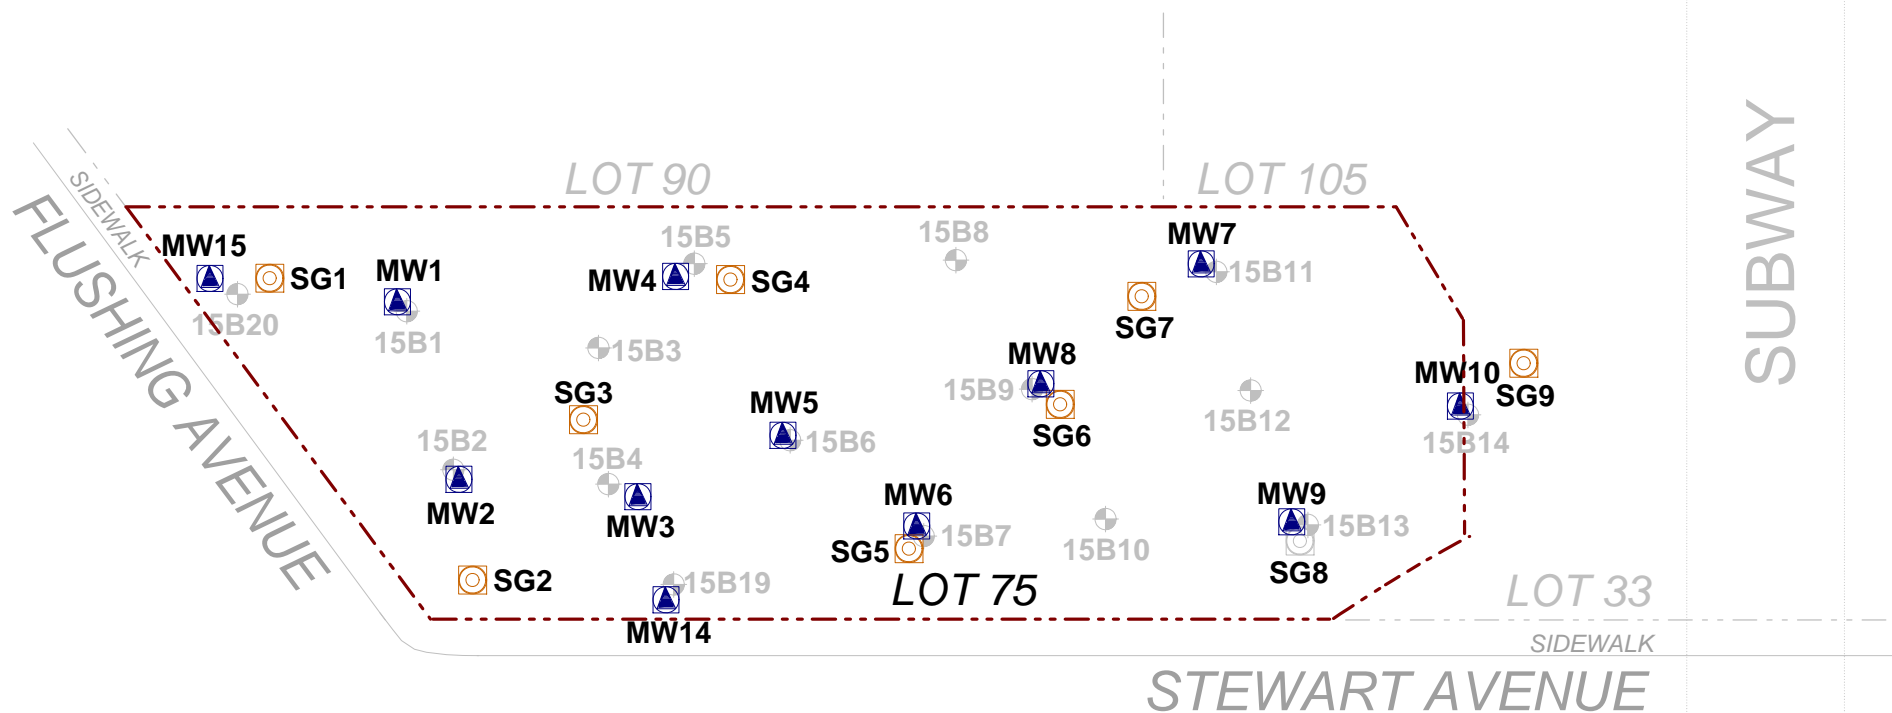 SUBWAY
LOT 90
LOT 105
SIDEWALK
FLUSHING AVENUE
MW15
SG1
15B20
MW1
15B1
15B5
MW4
SG4
15B8
MW7
15B11
SG7
15B3
SG3
MW8
15B9
SG6
MW10
SG9
15B14
15B12
MW5
15B6
15B2
MW2
15B4
MW3
MW6
15B7
SG5
15B10
MW9
15B13
SG8
SG2
15B19
MW14
LOT 75
LOT 33
SIDEWALK
STEWART AVENUE